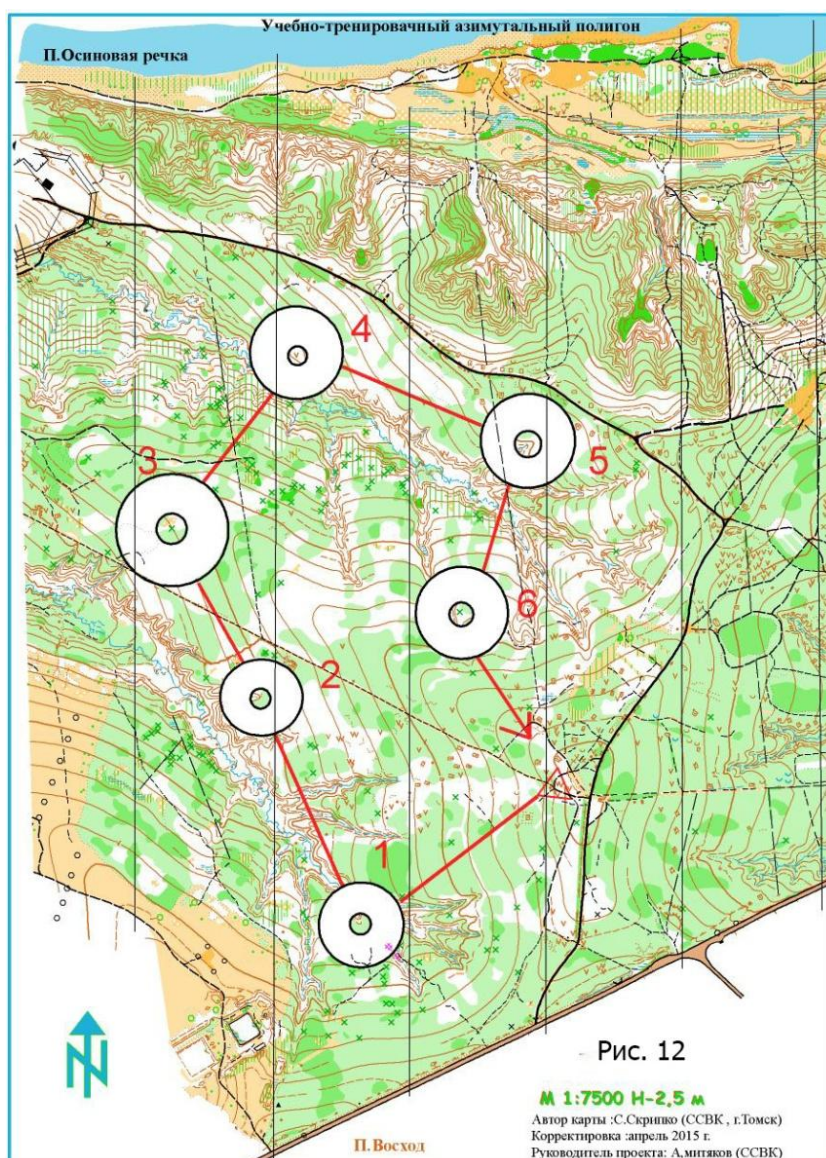 Учебно-тренировачный азимутальный полигон
П.Осиновая речка
4
5
3
6
2
1
Рис. 12
М 1:7500 Н-2,5 м
Автор карты :С.Скрипко (ССВК , г.Томск)
Корректировка :апрель 2015 г.
Руководитель проекта: А,митяков (ССВК)
П.Восход